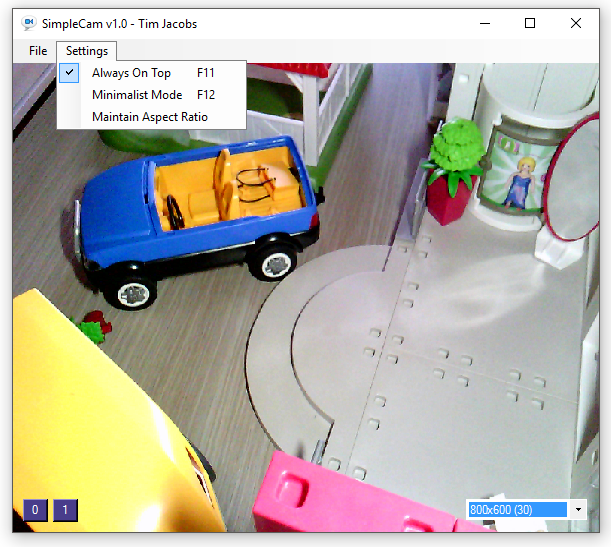 SimpleCam v1.0 - Tim Jacobs
File Settings
Always On Top F11
Minimalist Mode F12
Maintain Aspect Ratio
0 1
800x600 (30)